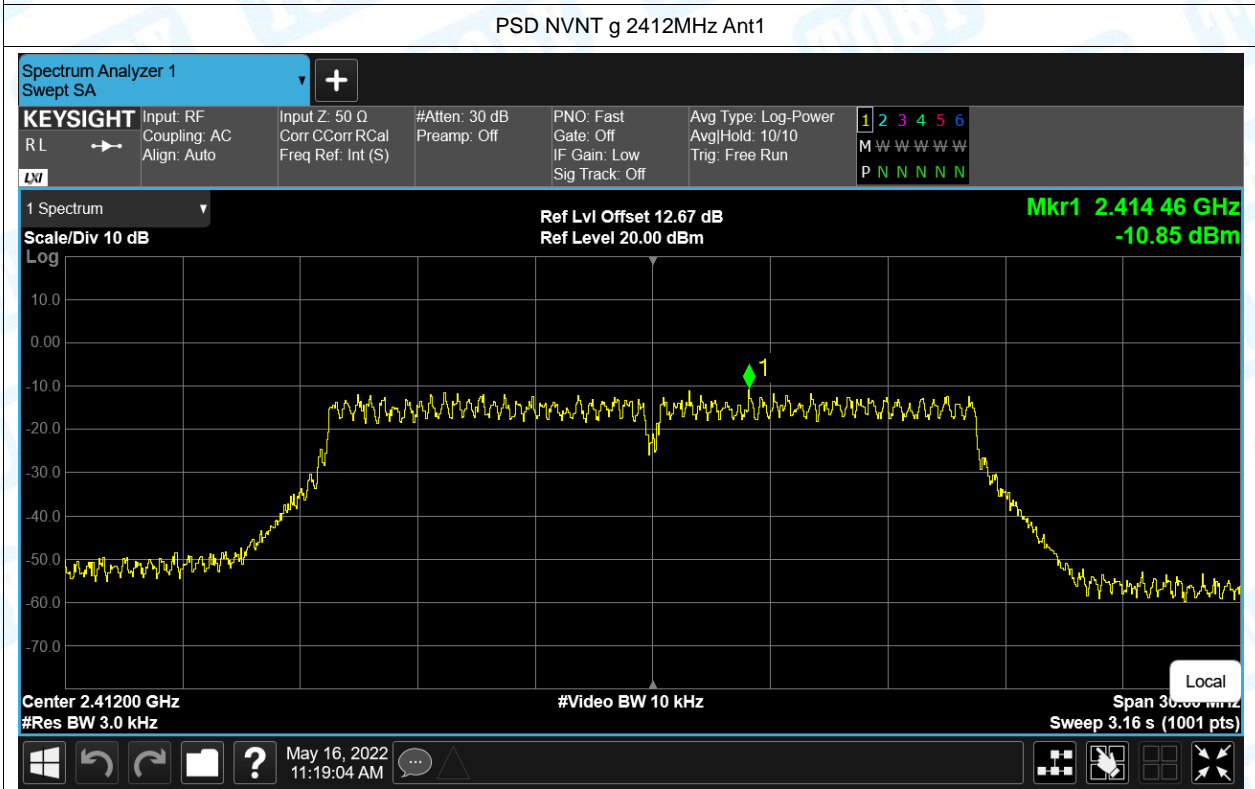 PSD NVNT g 2412MHz Ant1
Spectrum Analyzer 1
Swept SA
KEYSIGHT
R L
LXI
Input: RF
Coupling: AC
Align: Auto
Input Z: 50 Ω
Corr CCorr RCal
Freq Ref: Int (S)
#Atten: 30 dB
Preamp: Off
PNO: Fast
Gate: Off
IF Gain: Low
Sig Track: Off
Avg Type: Log-Power
Avg|Hold: 10/10
Trig: Free Run
1 2 3 4 5 6
M W W W W W
P N N N N N
1 Spectrum
Scale/Div 10 dB
Log
Ref Lvl Offset 12.67 dB
Ref Level 20.00 dBm
Mkr1 2.414 46 GHz
-10.85 dBm
10.0
0.00
-10.0
-20.0
-30.0
-40.0
-50.0
-60.0
-70.0
1
Center 2.41200 GHz
#Res BW 3.0 kHz
#Video BW 10 kHz
Local
Span 30.00 MHz
Sweep 3.16 s (1001 pts)
?
May 16, 2022
11:19:04 AM
TOBY